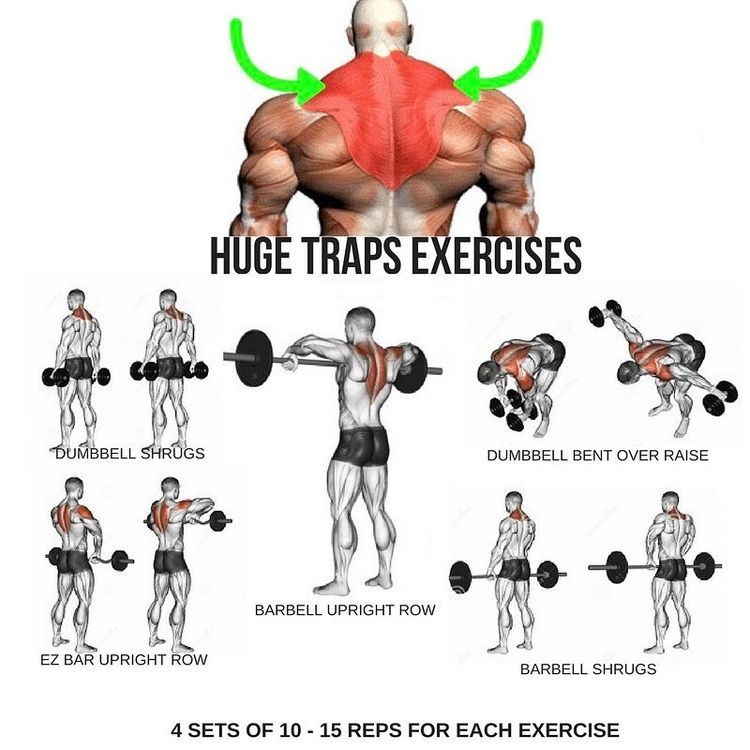 HUGE TRAPS EXERCISES
DUMBBELL SHRUGS
DUMBBELL BENT OVER RAISE
BARBELL UPRIGHT ROW
EZ BAR UPRIGHT ROW
BARBELL SHRUGS
4 SETS OF 10 - 15 REPS FOR EACH EXERCISE